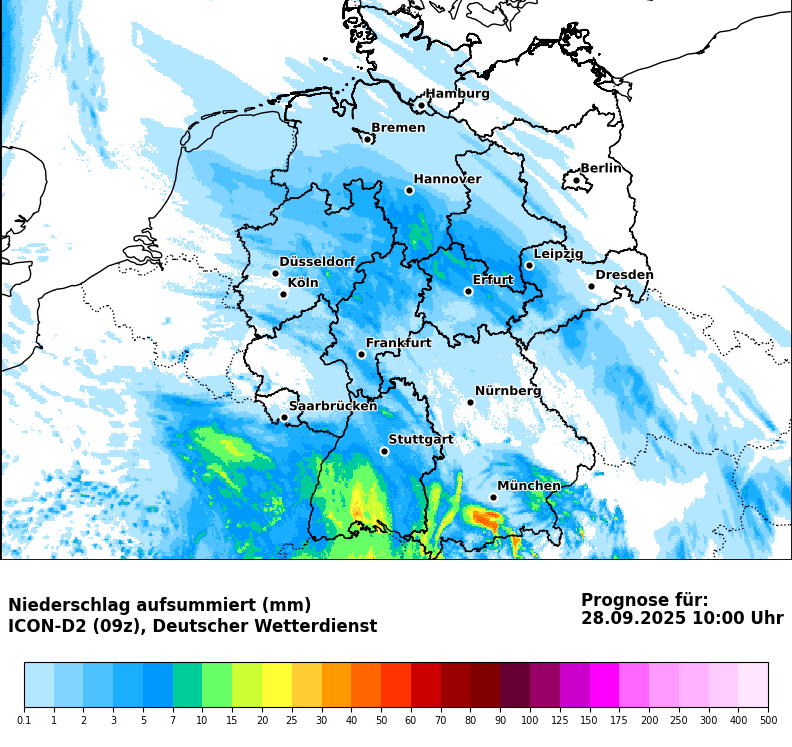 Hamburg
Bremen
Berlin
Hannover
Düsseldorf
Leipzig
Köln
Erfurt
Dresden
Frankfurt
Nürnberg
Saarbrücken
Stuttgart
München
Niederschlag aufsummiert (mm)
ICON-D2 (09z), Deutscher Wetterdienst
Prognose für:
28.09.2025 10:00 Uhr
0.1 1 2 3 5 7 10 15 20 25 30 40 50 60 70 80 90 100 125 150 175 200 250 300 400 500